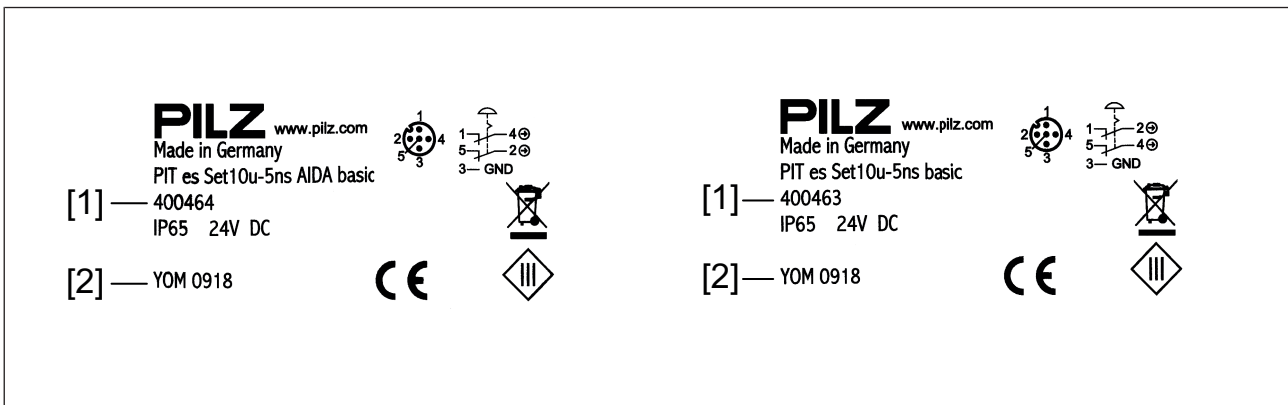 PILZ www.pilz.com
Made in Germany
PIT es Set10u-5ns AIDA basic
[1] 400464
IP65 24V DC
[2] YOM 0918
CE
1
2 4
5 3
1 4
5 2
3 GND
PILZ www.pilz.com
Made in Germany
PIT es Set10u-5ns basic
[1] 400463
IP65 24V DC
[2] YOM 0918
CE
1
2 4
5 3
1 2
5 4
3 GND
III
III